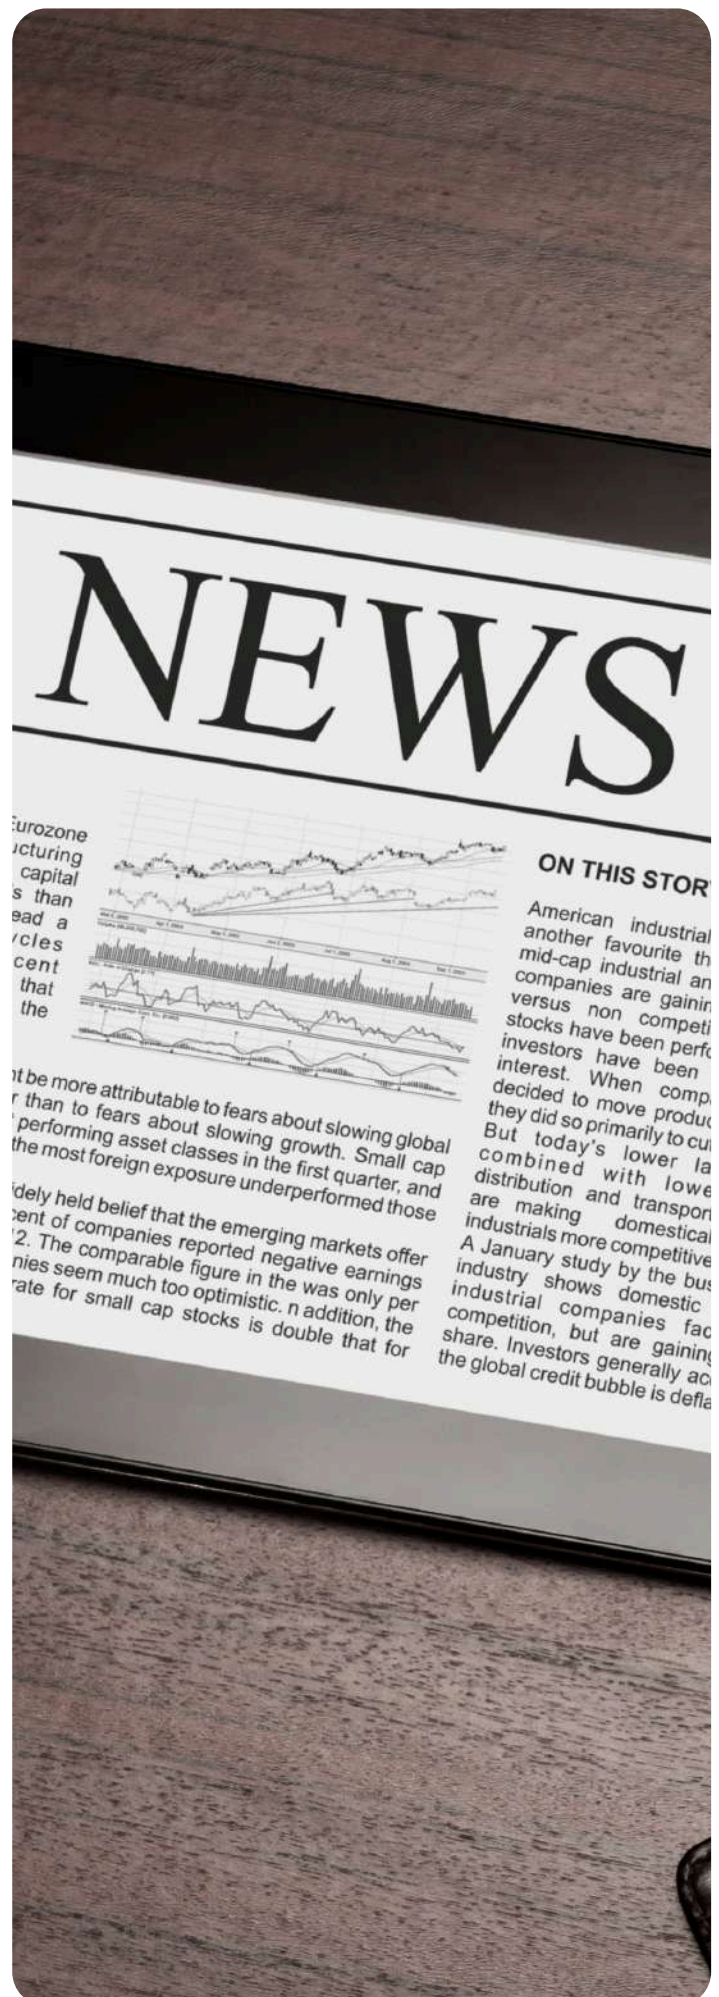 NEWS
Eurozone
ucturing
capital
s than
ead a
ycles
cent
that
the
nt be more attributable to fears about slowing global
r than to fears about slowing growth. Small cap
performing asset classes in the first quarter, and
the most foreign exposure underperformed those
idely held belief that the emerging markets offer
cent of companies reported negative earnings
2. The comparable figure in the was only per
nies seem much too optimistic. n addition, the
rate for small cap stocks is double that for
ON THIS STORY
American industrial
another favourite th
mid-cap industrial an
companies are gainin
versus non competi
stocks have been perfo
investors have been
interest. When comp
decided to move produc
they did so primarily to cu
But today's lower la
combined with lowe
distribution and transport
are making domestical
industrials more competitive
A January study by the bus
industry shows domestic
industrial companies fac
competition, but are gaining
share. Investors generally acc
the global credit bubble is defla